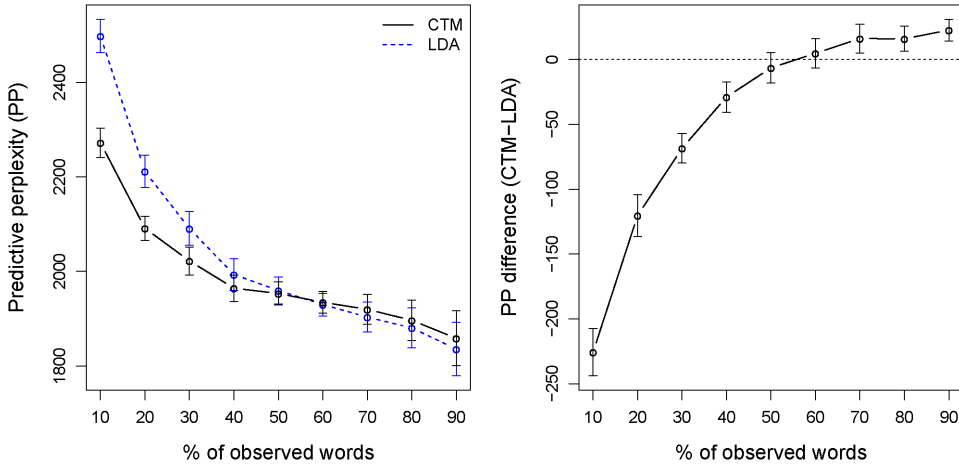 Predictive perplexity (PP)
2400
2200
2000
1800
CTM
LDA
10 20 30 40 50 60 70 80 90
% of observed words
PP difference (CTM−LDA)
0
−50
−100
−150
−200
−250
10 20 30 40 50 60 70 80 90
% of observed words